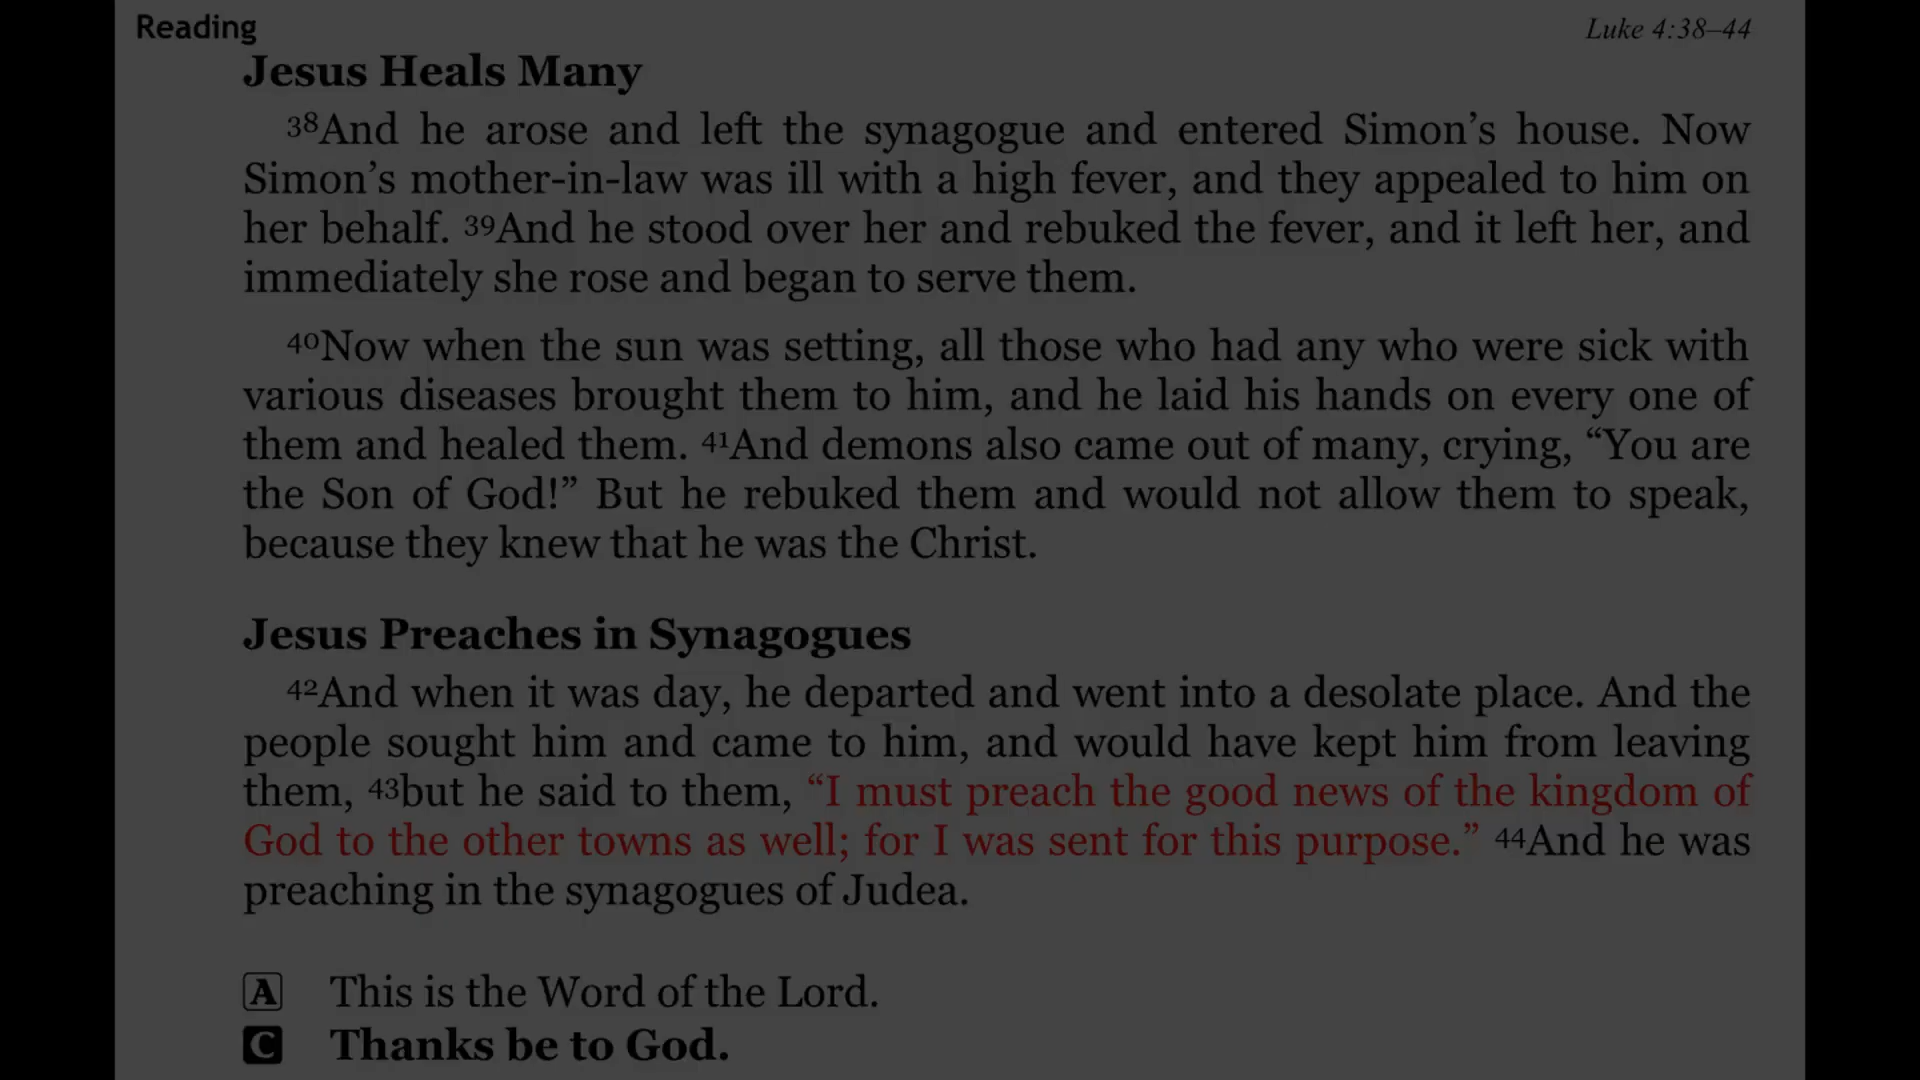 Reading
Luke 4:38–44
Jesus Heals Many
38And he arose and left the synagogue and entered Simon’s house. Now
Simon’s mother-in-law was ill with a high fever, and they appealed to him on
her behalf. 39And he stood over her and rebuked the fever, and it left her, and
immediately she rose and began to serve them.
40Now when the sun was setting, all those who had any who were sick with
various diseases brought them to him, and he laid his hands on every one of
them and healed them. 41And demons also came out of many, crying, “You are
the Son of God!” But he rebuked them and would not allow them to speak,
because they knew that he was the Christ.
Jesus Preaches in Synagogues
42And when it was day, he departed and went into a desolate place. And the
people sought him and came to him, and would have kept him from leaving
them, 43but he said to them, “I must preach the good news of the kingdom of
God to the other towns as well; for I was sent for this purpose.” 44And he was
preaching in the synagogues of Judea.
A This is the Word of the Lord.
C Thanks be to God.